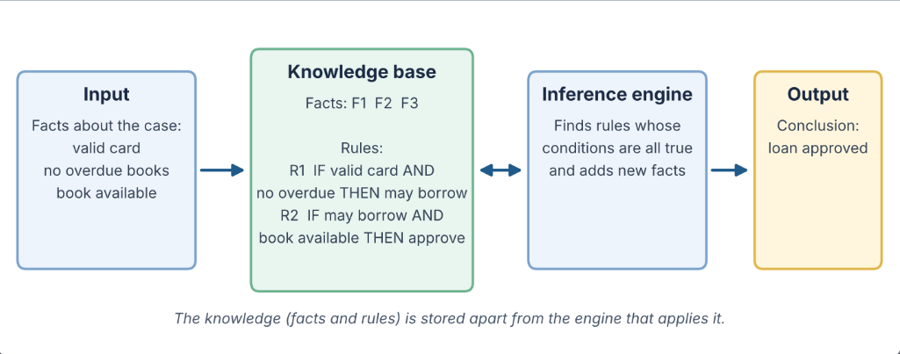 Input
Facts about the case:
valid card
no overdue books
book available
Knowledge base
Facts: F1 F2 F3
Rules:
R1 IF valid card AND
no overdue THEN may borrow
R2 IF may borrow AND
book available THEN approve
Inference engine
Finds rules whose
conditions are all true
and adds new facts
Output
Conclusion:
loan approved
The knowledge (facts and rules) is stored apart from the engine that applies it.